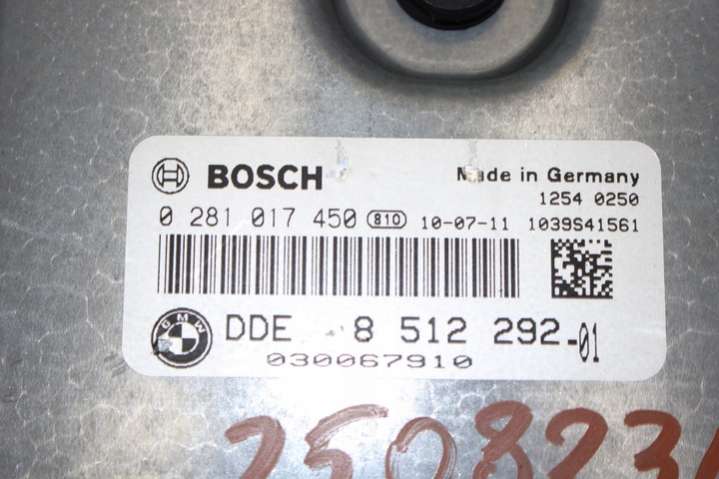 BOSCH Made in Germany
1254 0250
0 281 017 450 810 10-07-11 1039S41561
BMW DDE 8 512 292-01
030067910